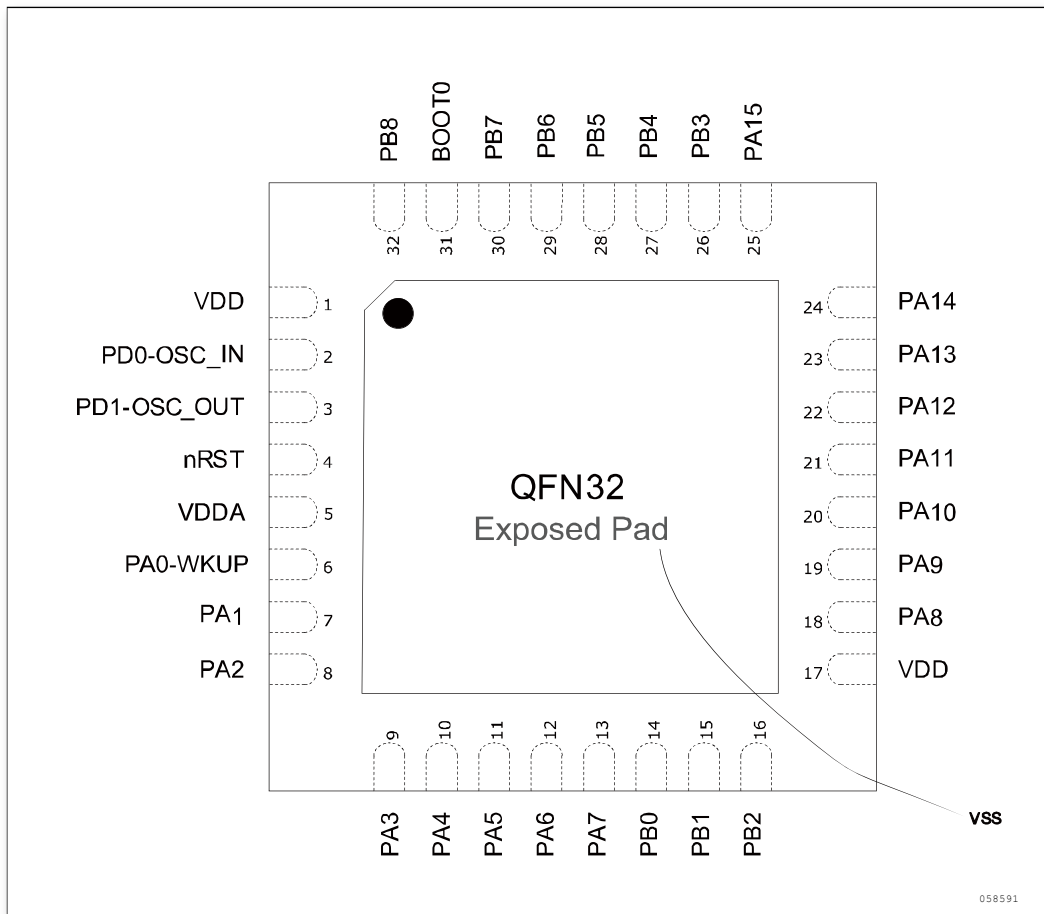 PB8
BOOT0
PB7
PB6
PB5
PB4
PB3
PA15
32
31
30
29
28
27
26
25
VDD 1
PD0-OSC_IN 2
PD1-OSC_OUT 3
nRST 4
VDDA 5
PA0-WKUP 6
PA1 7
PA2 8
24 PA14
23 PA13
22 PA12
21 PA11
20 PA10
19 PA9
18 PA8
17 VDD
QFN32
Exposed Pad
9
10
11
12
13
14
15
16
PA3
PA4
PA5
PA6
PA7
PB0
PB1
PB2
VSS
058591